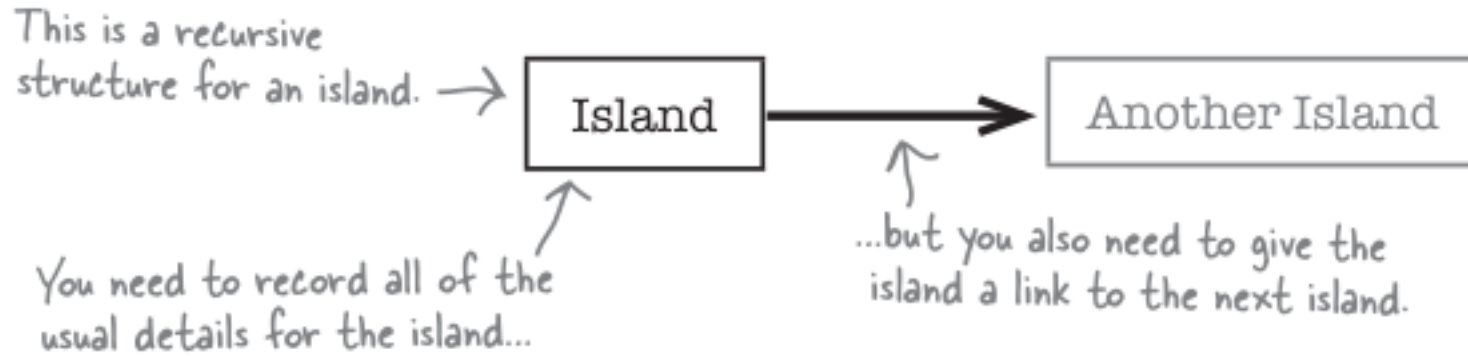 This is a recursive
structure for an island.
Island
Another Island
You need to record all of the
usual details for the island...
...but you also need to give the
island a link to the next island.